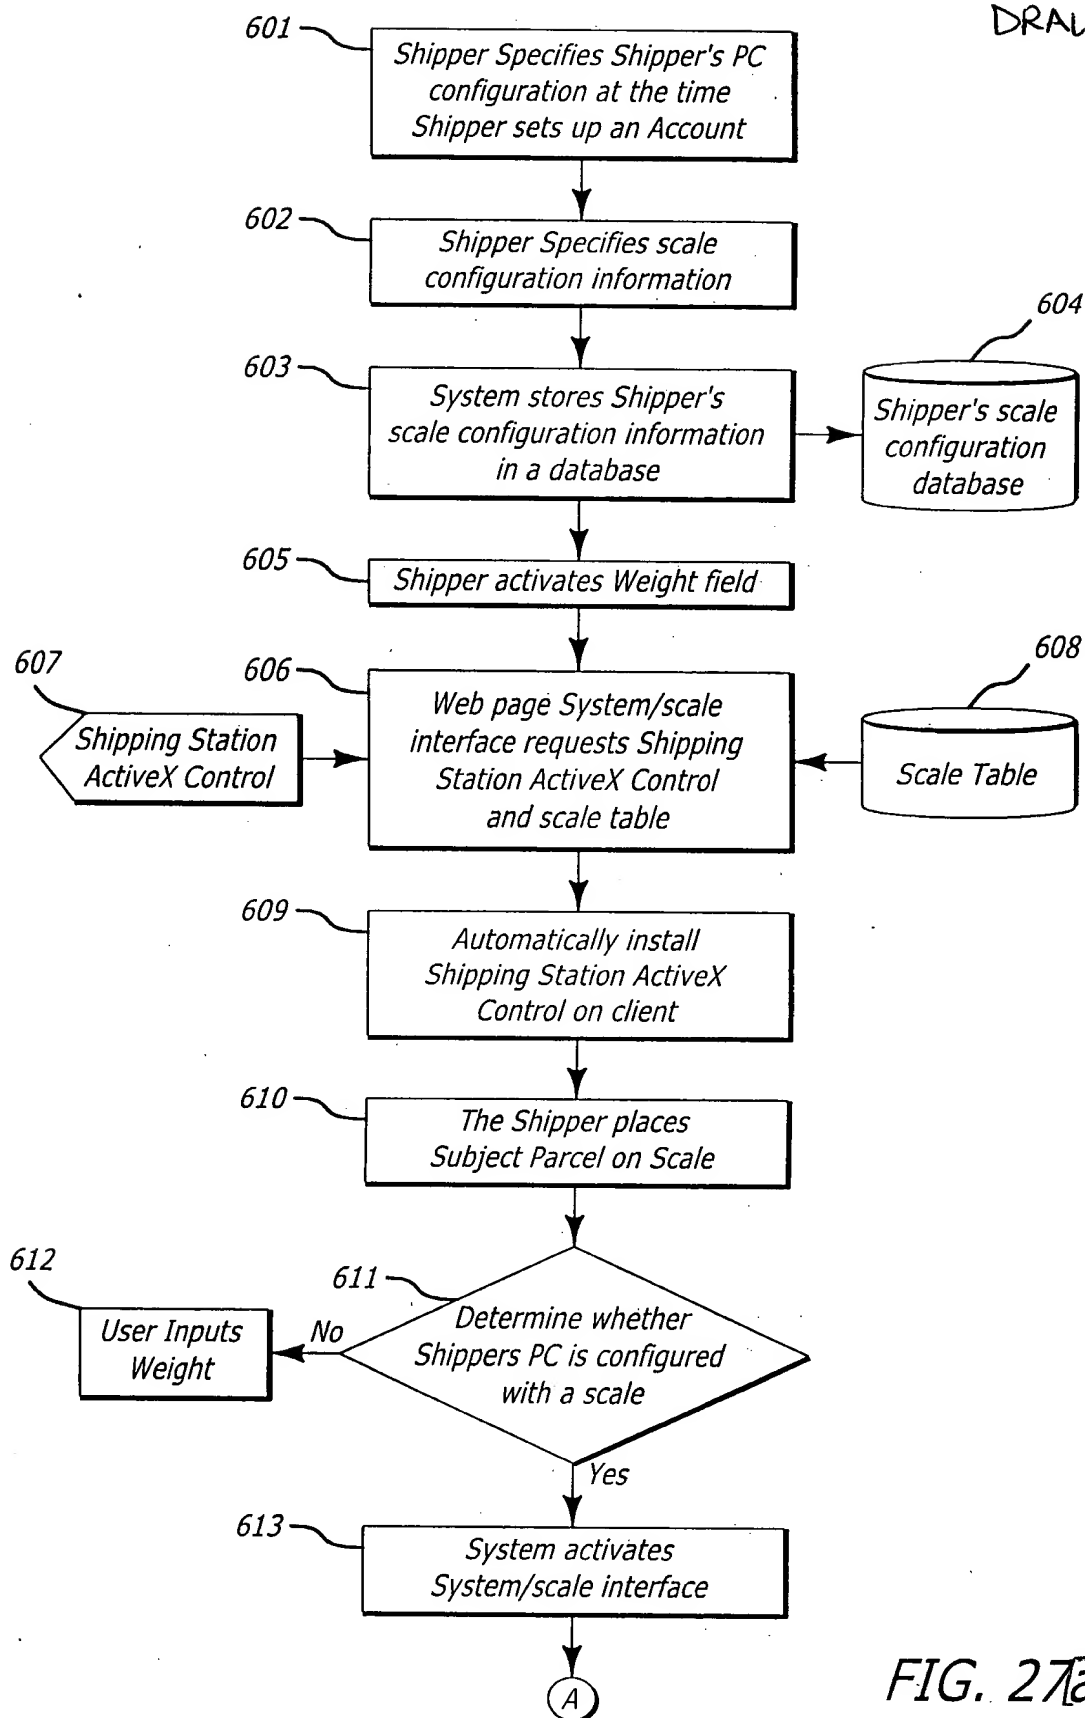 601
Shipper Specifies Shipper's PC
configuration at the time
Shipper sets up an Account
602
Shipper Specifies scale
configuration information
603
System stores Shipper's
scale configuration information
in a database
604
Shipper's scale
configuration
database
605
Shipper activates Weight field
606
Web page System/scale
interface requests Shipping
Station ActiveX Control
and scale table
607
Shipping Station
ActiveX Control
608
Scale Table
609
Automatically install
Shipping Station ActiveX
Control on client
610
The Shipper places
Subject Parcel on Scale
611
Determine whether
Shippers PC is configured
with a scale
No
612
User Inputs
Weight
Yes
613
System activates
System/scale interface
A
FIG. 27